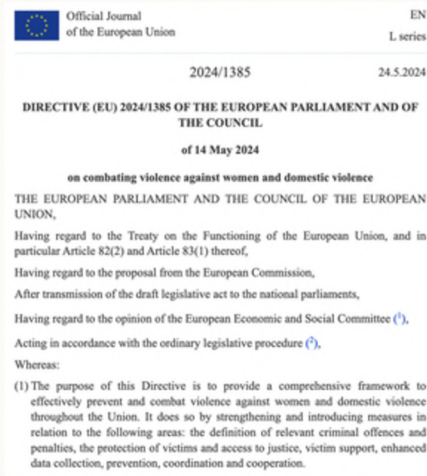 Official Journal
of the European Union
EN
L series
2024/1385
24.5.2024
DIRECTIVE (EU) 2024/1385 OF THE EUROPEAN PARLIAMENT AND OF
THE COUNCIL
of 14 May 2024
on combating violence against women and domestic violence
THE EUROPEAN PARLIAMENT AND THE COUNCIL OF THE EUROPEAN
UNION,
Having regard to the Treaty on the Functioning of the European Union, and in
particular Article 82(2) and Article 83(1) thereof,
Having regard to the proposal from the European Commission,
After transmission of the draft legislative act to the national parliaments,
Having regard to the opinion of the European Economic and Social Committee (¹),
Acting in accordance with the ordinary legislative procedure (²),
Whereas:
(1) The purpose of this Directive is to provide a comprehensive framework to
effectively prevent and combat violence against women and domestic violence
throughout the Union. It does so by strengthening and introducing measures in
relation to the following areas: the definition of relevant criminal offences and
penalties, the protection of victims and access to justice, victim support, enhanced
data collection, prevention, coordination and cooperation.